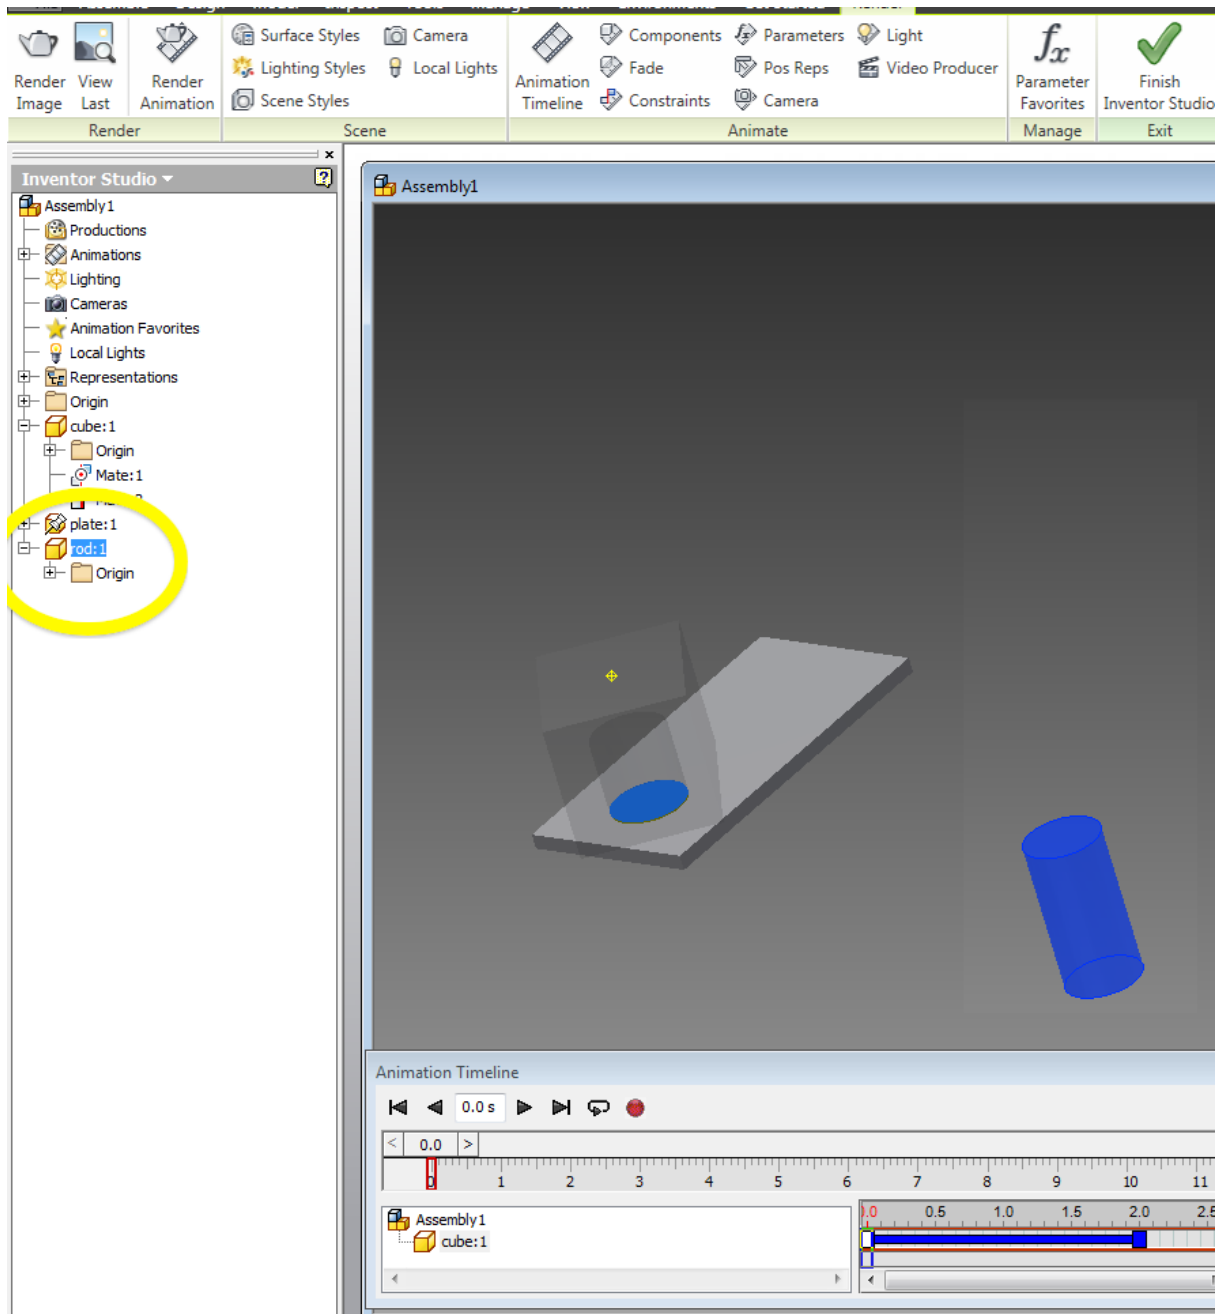 Surface Styles Camera Components Parameters Light
Lighting Styles Local Lights Fade Pos Reps Video Producer
Scene Styles Constraints Camera
Render Image
View Last
Render Animation
Animation Timeline
Parameter Favorites
Finish Inventor Studio
Render Scene Animate Manage Exit
Inventor Studio
Assembly1
Productions
Animations
Lighting
Cameras
Animation Favorites
Local Lights
Representations
Origin
cube:1
Origin
Mate:1
plate:1
rod:1
Origin
Assembly1
Animation Timeline
0.0 s
< 0.0 >
0 1 2 3 4 5 6 7 8 9 10 11
Assembly1
cube:1
0.5 1.0 1.5 2.0 2.5